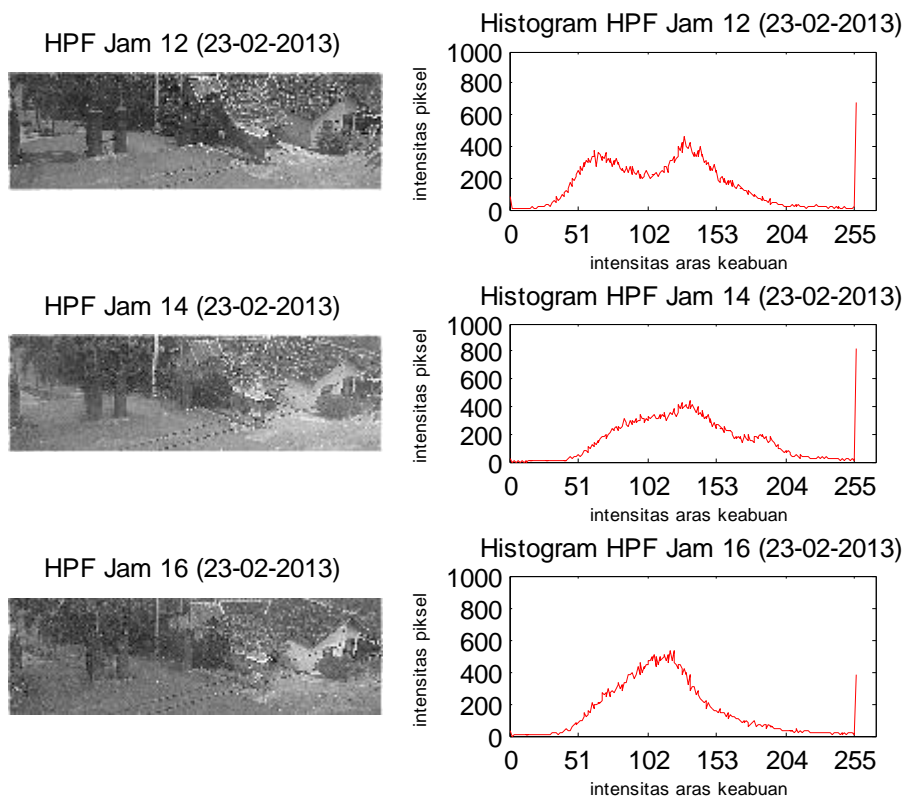 HPF Jam 12 (23-02-2013)
Histogram HPF Jam 12 (23-02-2013)
intensitas piksel
1000
800
600
400
200
0
0 51 102 153 204 255
intensitas aras keabuan
HPF Jam 14 (23-02-2013)
Histogram HPF Jam 14 (23-02-2013)
intensitas piksel
1000
800
600
400
200
0
0 51 102 153 204 255
intensitas aras keabuan
HPF Jam 16 (23-02-2013)
Histogram HPF Jam 16 (23-02-2013)
intensitas piksel
1000
800
600
400
200
0
0 51 102 153 204 255
intensitas aras keabuan